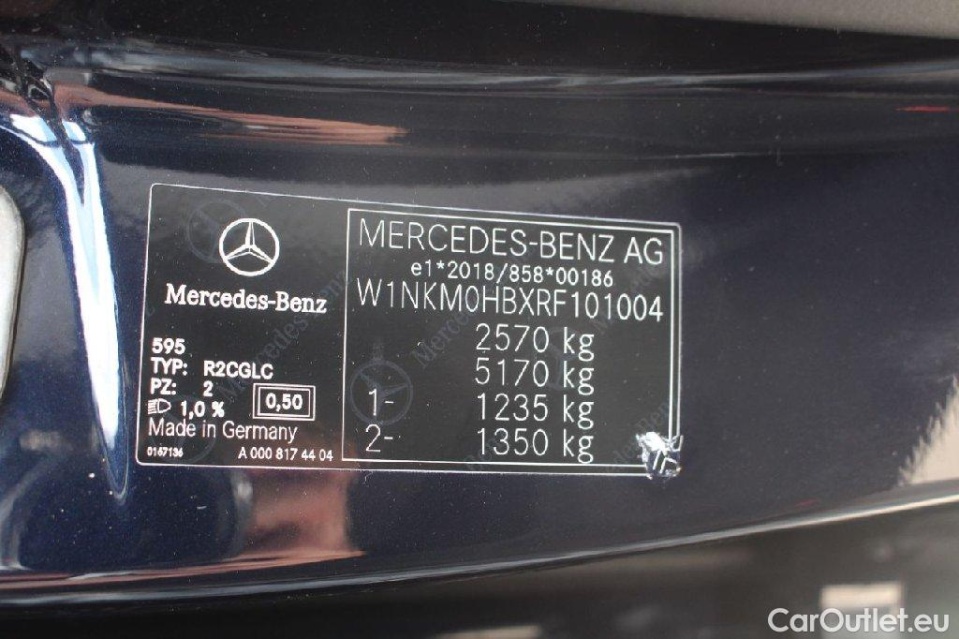 Mercedes-Benz
595
TYP: R2CGLC
PZ: 2
1,0 % 0,50
Made in Germany
0167136 A 000 817 44 04
MERCEDES-BENZ AG
e1*2018/858*00186
W1NKM0HBXRF101004
2570 kg
5170 kg
1- 1235 kg
2- 1350 kg
CarOutlet.eu